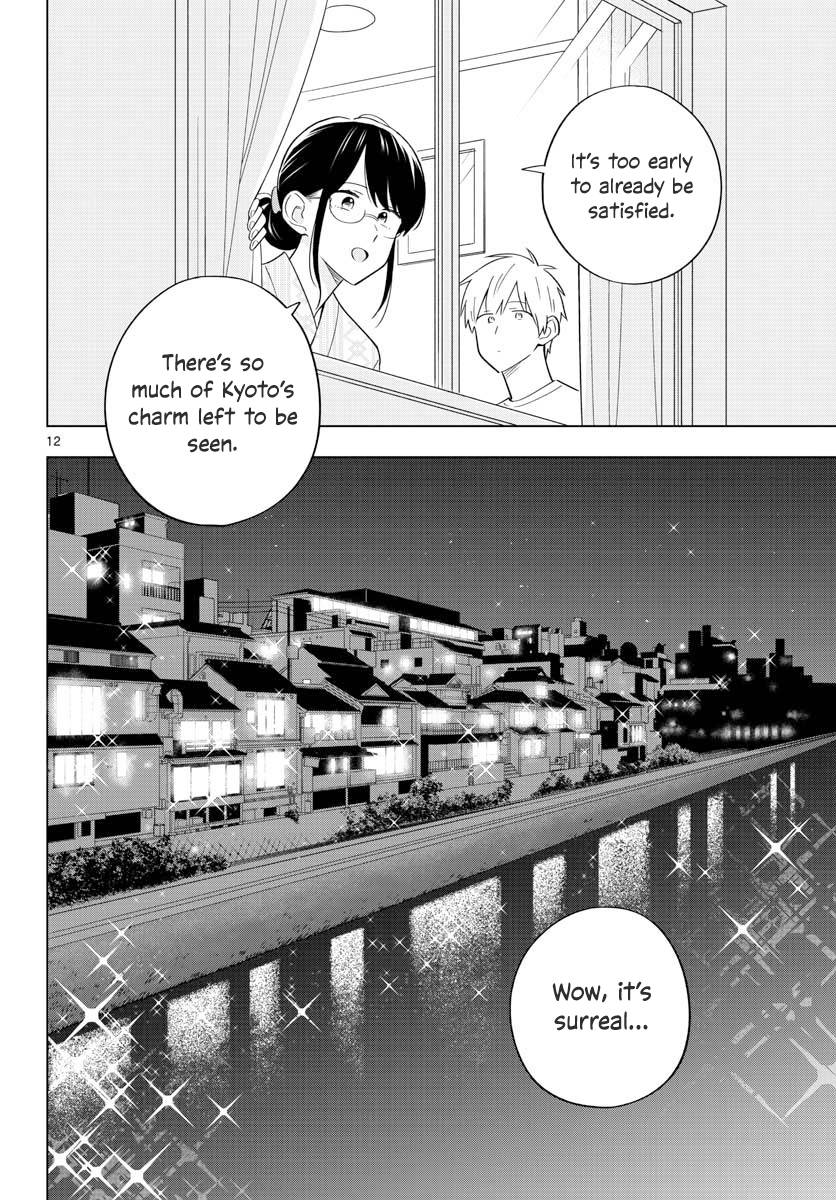 It's too early
to already be
satisfied.
There's so
much of Kyoto's
charm left to be
seen.
12
Wow, it's
surreal...